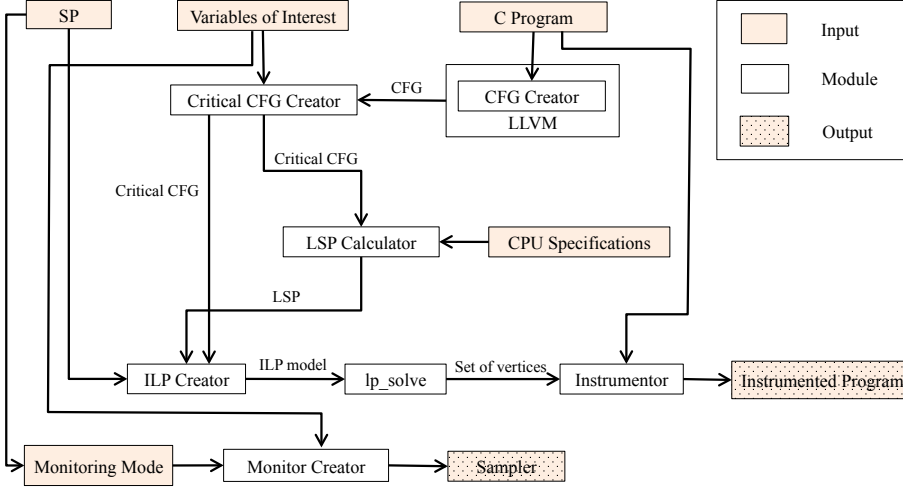 SP
Variables of Interest
C Program
Input
Critical CFG Creator
CFG
CFG Creator
LLVM
Module
Output
Critical CFG
Critical CFG
LSP Calculator
CPU Specifications
LSP
ILP Creator
ILP model
lp_solve
Set of vertices
Instrumentor
Instrumented Program
Monitoring Mode
Monitor Creator
Sampler